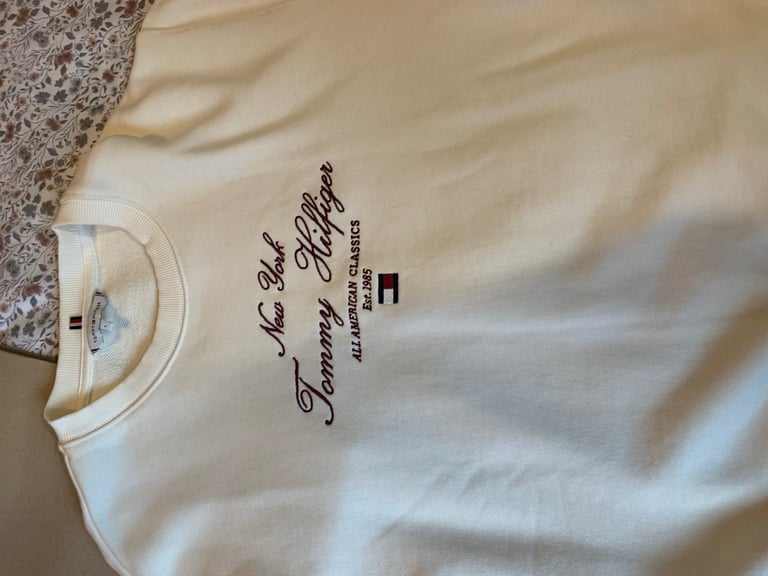 New York
Tommy Hilfiger
ALL AMERICAN CLASSICS
Est. 1985